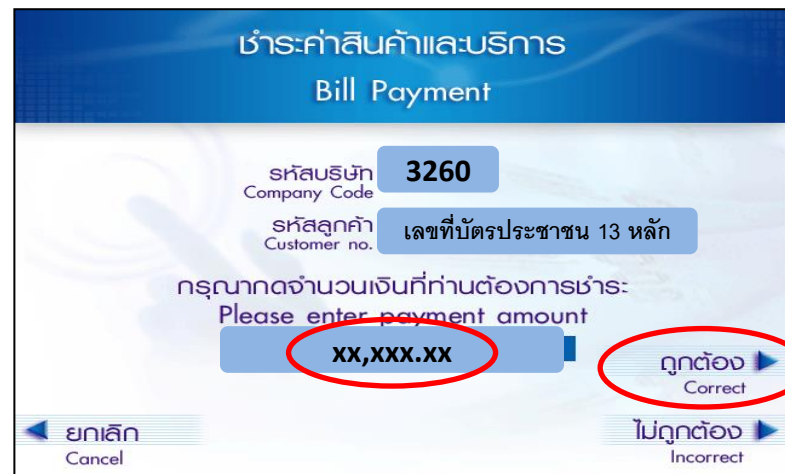 ชำระค่าสินค้าและบริการ
Bill Payment
รหัสบริษัท 3260
Company Code
รหัสลูกค้า เลขที่บัตรประชาชน 13 หลัก
Customer no.
กรุณากดจำนวนเงินที่ท่านต้องการชำระ
Please enter payment amount
xx,xxx.xx
ถูกต้อง
Correct
ยกเลิก
Cancel
ไม่ถูกต้อง
Incorrect